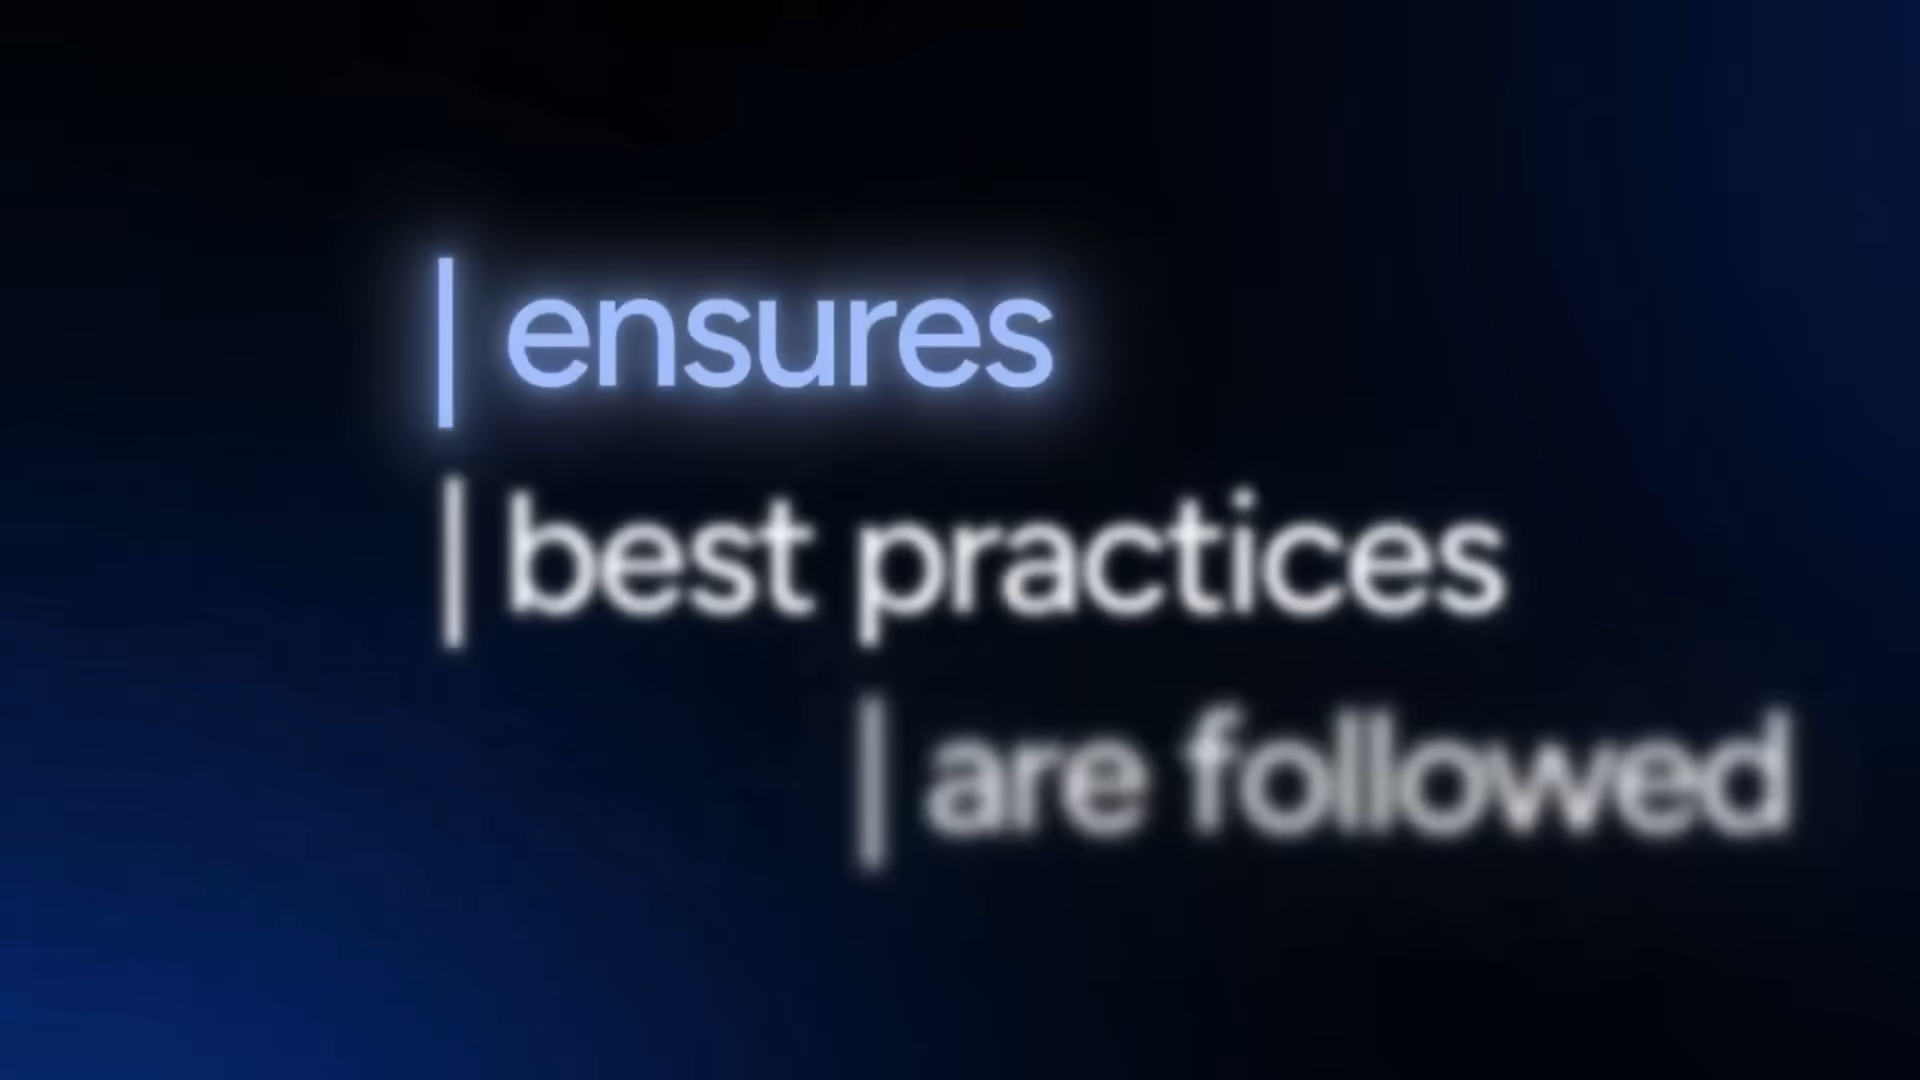 | ensures
| best practices
| are followed